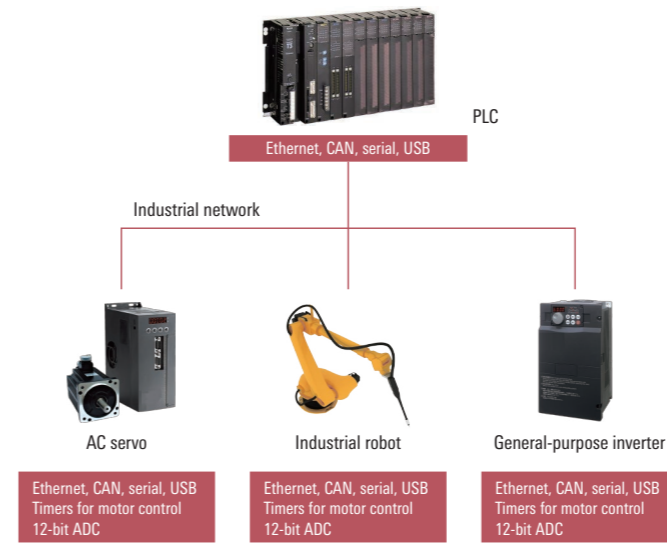 PLC
Ethernet, CAN, serial, USB
Industrial network
AC servo
Industrial robot
General-purpose inverter
Ethernet, CAN, serial, USB
Timers for motor control
12-bit ADC
Ethernet, CAN, serial, USB
Timers for motor control
12-bit ADC
Ethernet, CAN, serial, USB
Timers for motor control
12-bit ADC